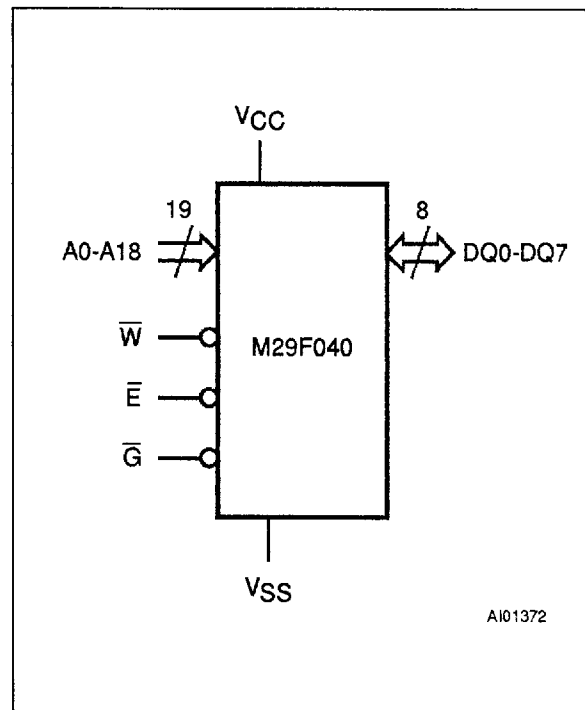 VCC
19
8
A0-A18
DQ0-DQ7
W̅
M29F040
E̅
G̅
VSS
AI01372